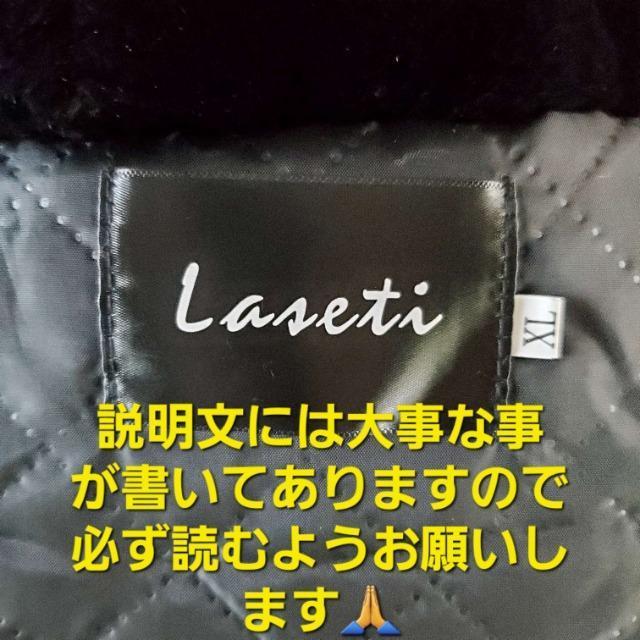 Laseti
XL
説明文には大事な事
が書いてありますので
必ず読むようお願いし
ます🙏